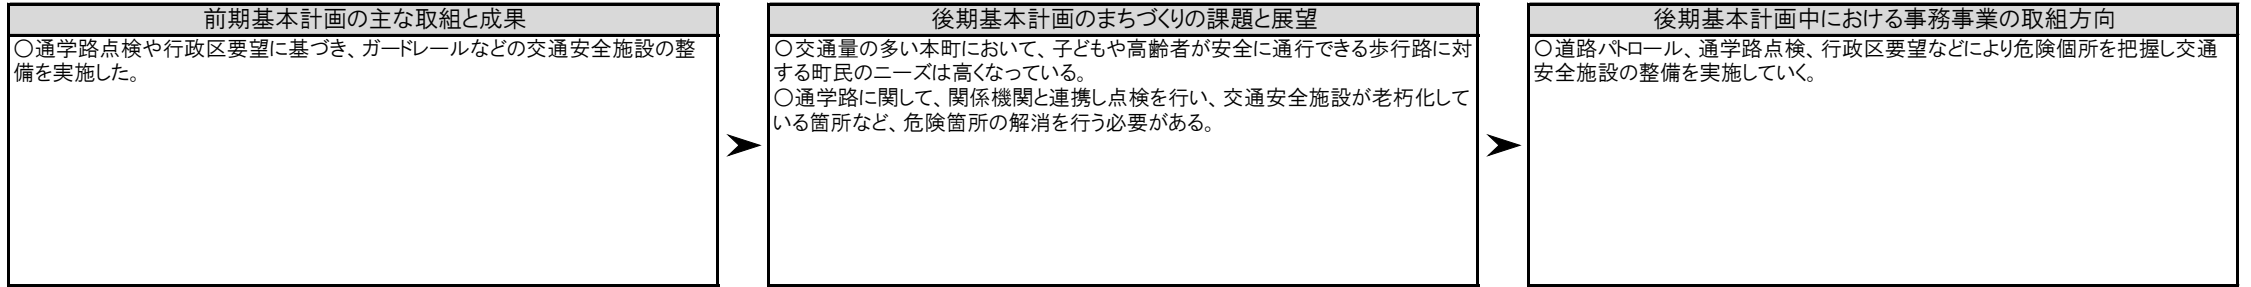 前期基本計画の主な取組と成果
○通学路点検や行政区要望に基づき、ガードレールなどの交通安全施設の整
備を実施した。
後期基本計画のまちづくりの課題と展望
○交通量の多い本町において、子どもや高齢者が安全に通行できる歩行路に対
する町民のニーズは高くなっている。
○通学路に関して、関係機関と連携し点検を行い、交通安全施設が老朽化して
いる箇所など、危険箇所の解消を行う必要がある。
後期基本計画中における事務事業の取組方向
○道路パトロール、通学路点検、行政区要望などにより危険個所を把握し交通
安全施設の整備を実施していく。